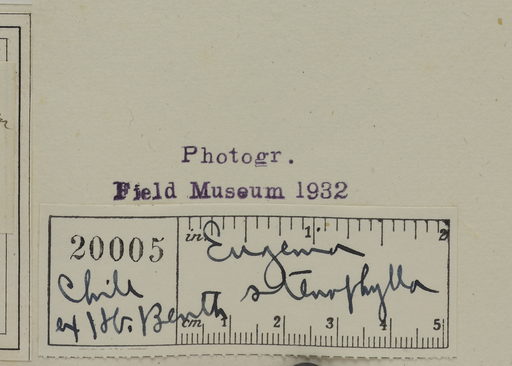 Photogr.
Field Museum 1932
20005
in. 1 2
Eugenia
stenophylla
Chile
ex Hb. Benth
cm 1 2 3 4 5